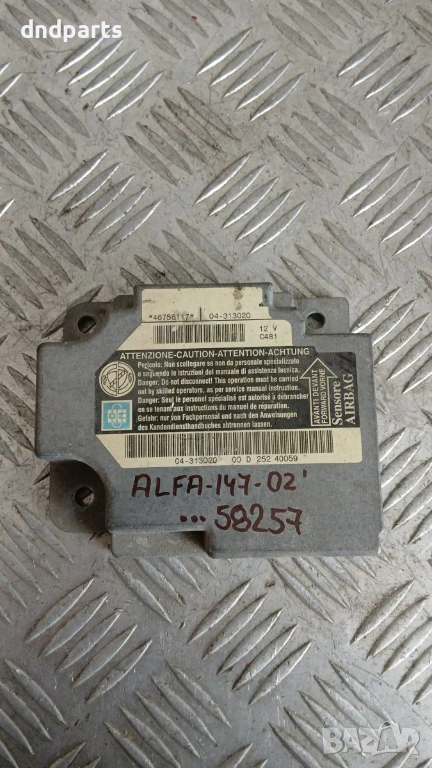 dndparts
*46756117* 04-313020
12 V
C481
ATTENZIONE-CAUTION-ATTENTION-ACHTUNG
Pericolo: Non scollegare se non da personale specializzato
e seguendo le istruzioni del manuale di assistenza tecnica.
Danger: Do not disconnect! This operation must be carried
out by skilled operators, as per service manual instruction.
Danger: Seul le personnel spécialisé est autorisé à débrancher
en suivant les instructions du manuel de réparation.
Gefahr: nur von Fachpersonal und nach den Anweisungen
des Kundendiensthandbuches abtrennen lassen.
AVANTI DEVANT
FORWARD VORNE
Sensore
AIRBAG
04-313020 00 D 252 40059
ALFA-147-02'
...58257
BAZAR